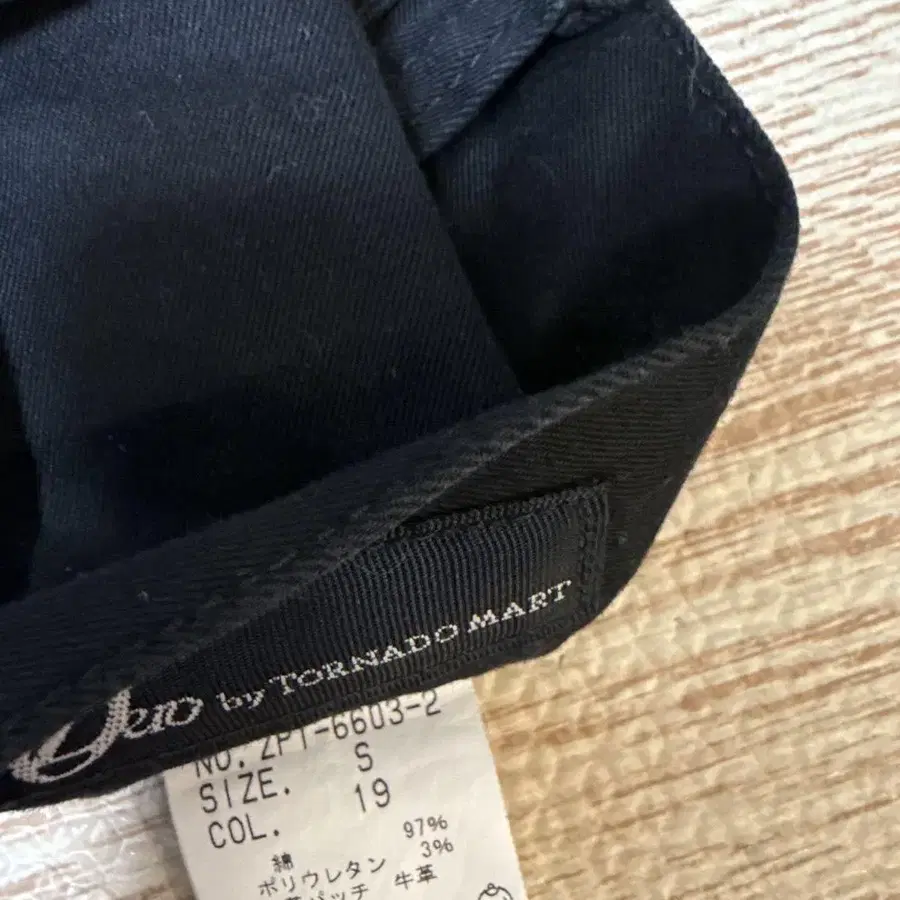 by TORNADO MART
NO. 2PT-6603-2
SIZE. S
COL. 19
綿 97%
ポリウレタン 3%
パッチ 牛革